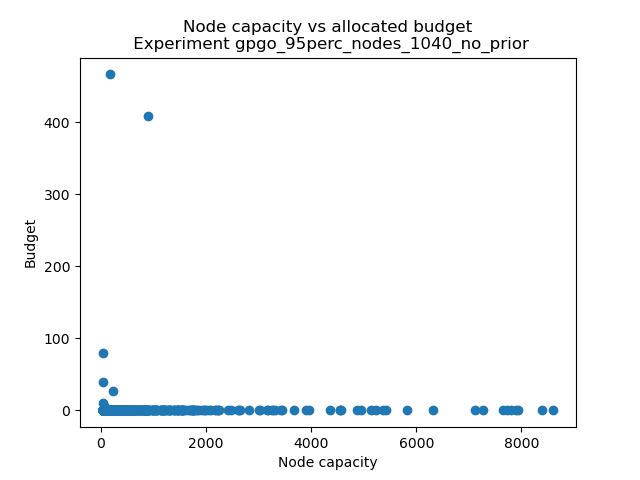 Node capacity vs allocated budget
Experiment gpgo_95perc_nodes_1040_no_prior
400
300
200
100
0
Budget
0 2000 4000 6000 8000
Node capacity